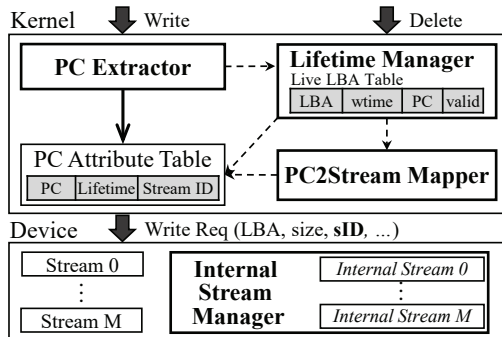 Kernel
Write
Delete
PC Extractor
Lifetime Manager
Live LBA Table
LBA wtime PC valid
PC Attribute Table
PC Lifetime Stream ID
PC2Stream Mapper
Device
Write Req (LBA, size, sID, ...)
Stream 0
⋮
Stream M
Internal
Stream
Manager
Internal Stream 0
⋮
Internal Stream M